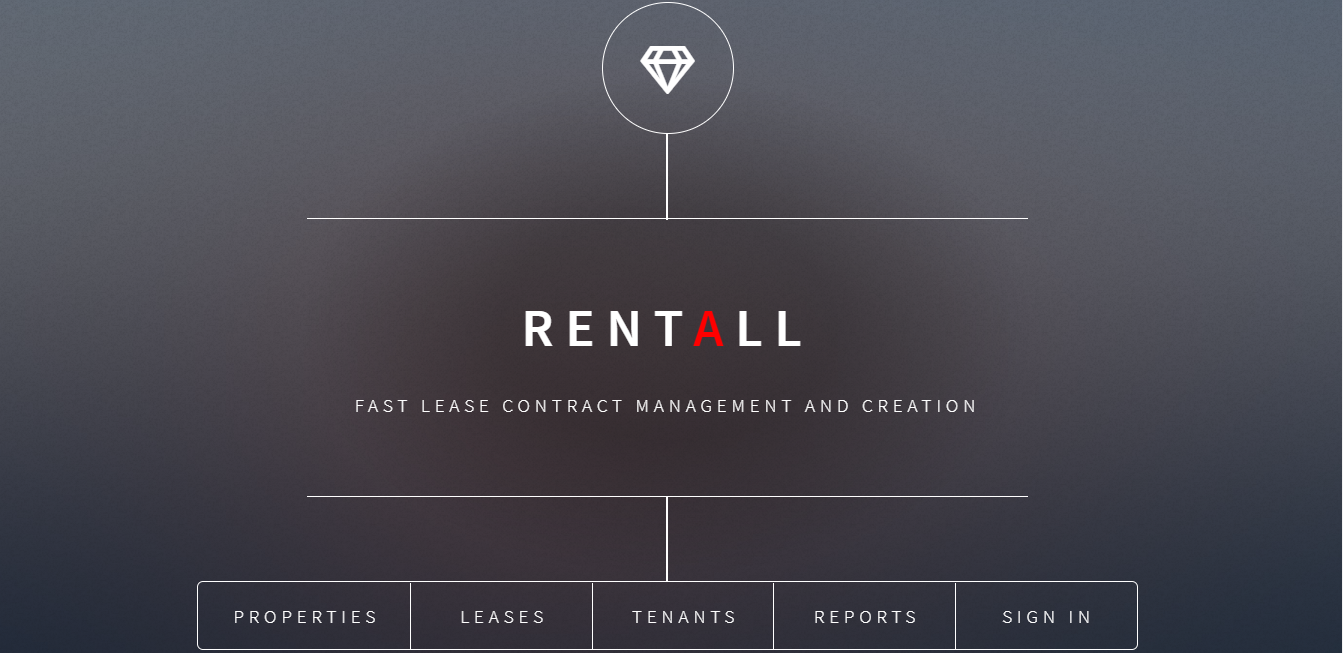 RENTALL
FAST LEASE CONTRACT MANAGEMENT AND CREATION
PROPERTIES LEASES TENANTS REPORTS SIGN IN